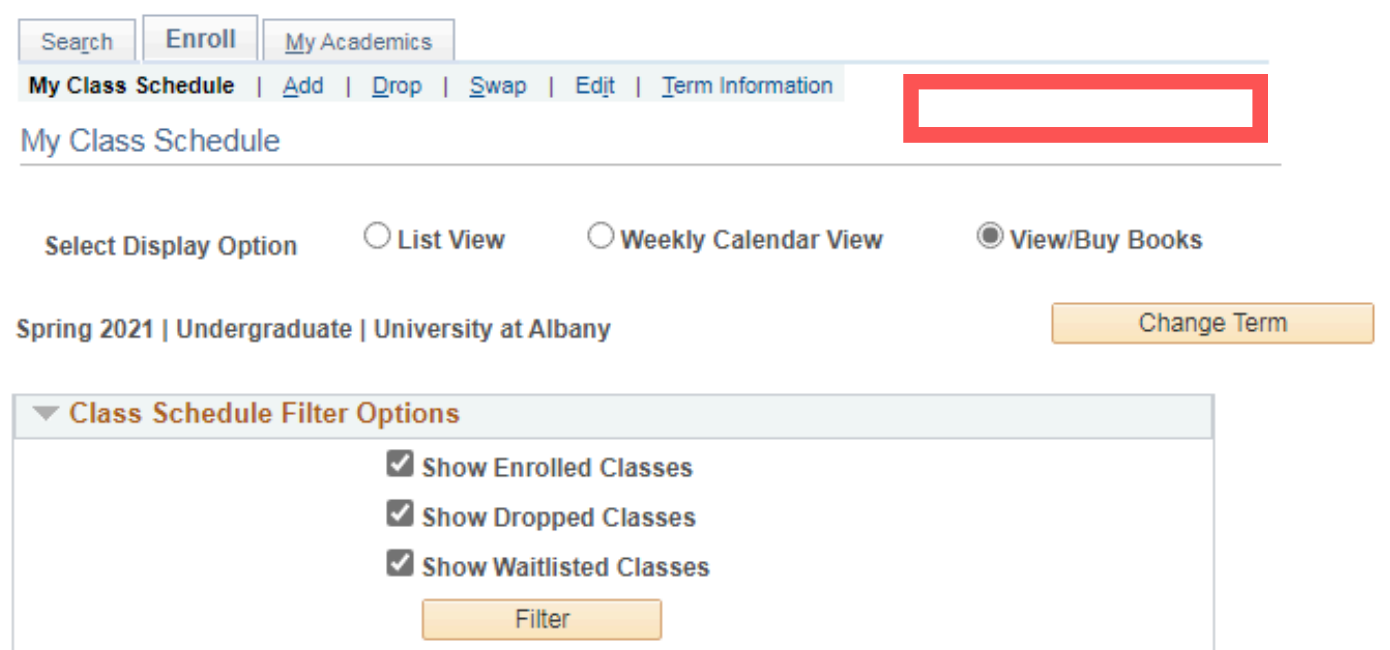 Search Enroll My Academics
My Class Schedule | Add | Drop | Swap | Edit | Term Information
My Class Schedule
Select Display Option List View Weekly Calendar View View/Buy Books
Spring 2021 | Undergraduate | University at Albany Change Term
Class Schedule Filter Options
Show Enrolled Classes
Show Dropped Classes
Show Waitlisted Classes
Filter